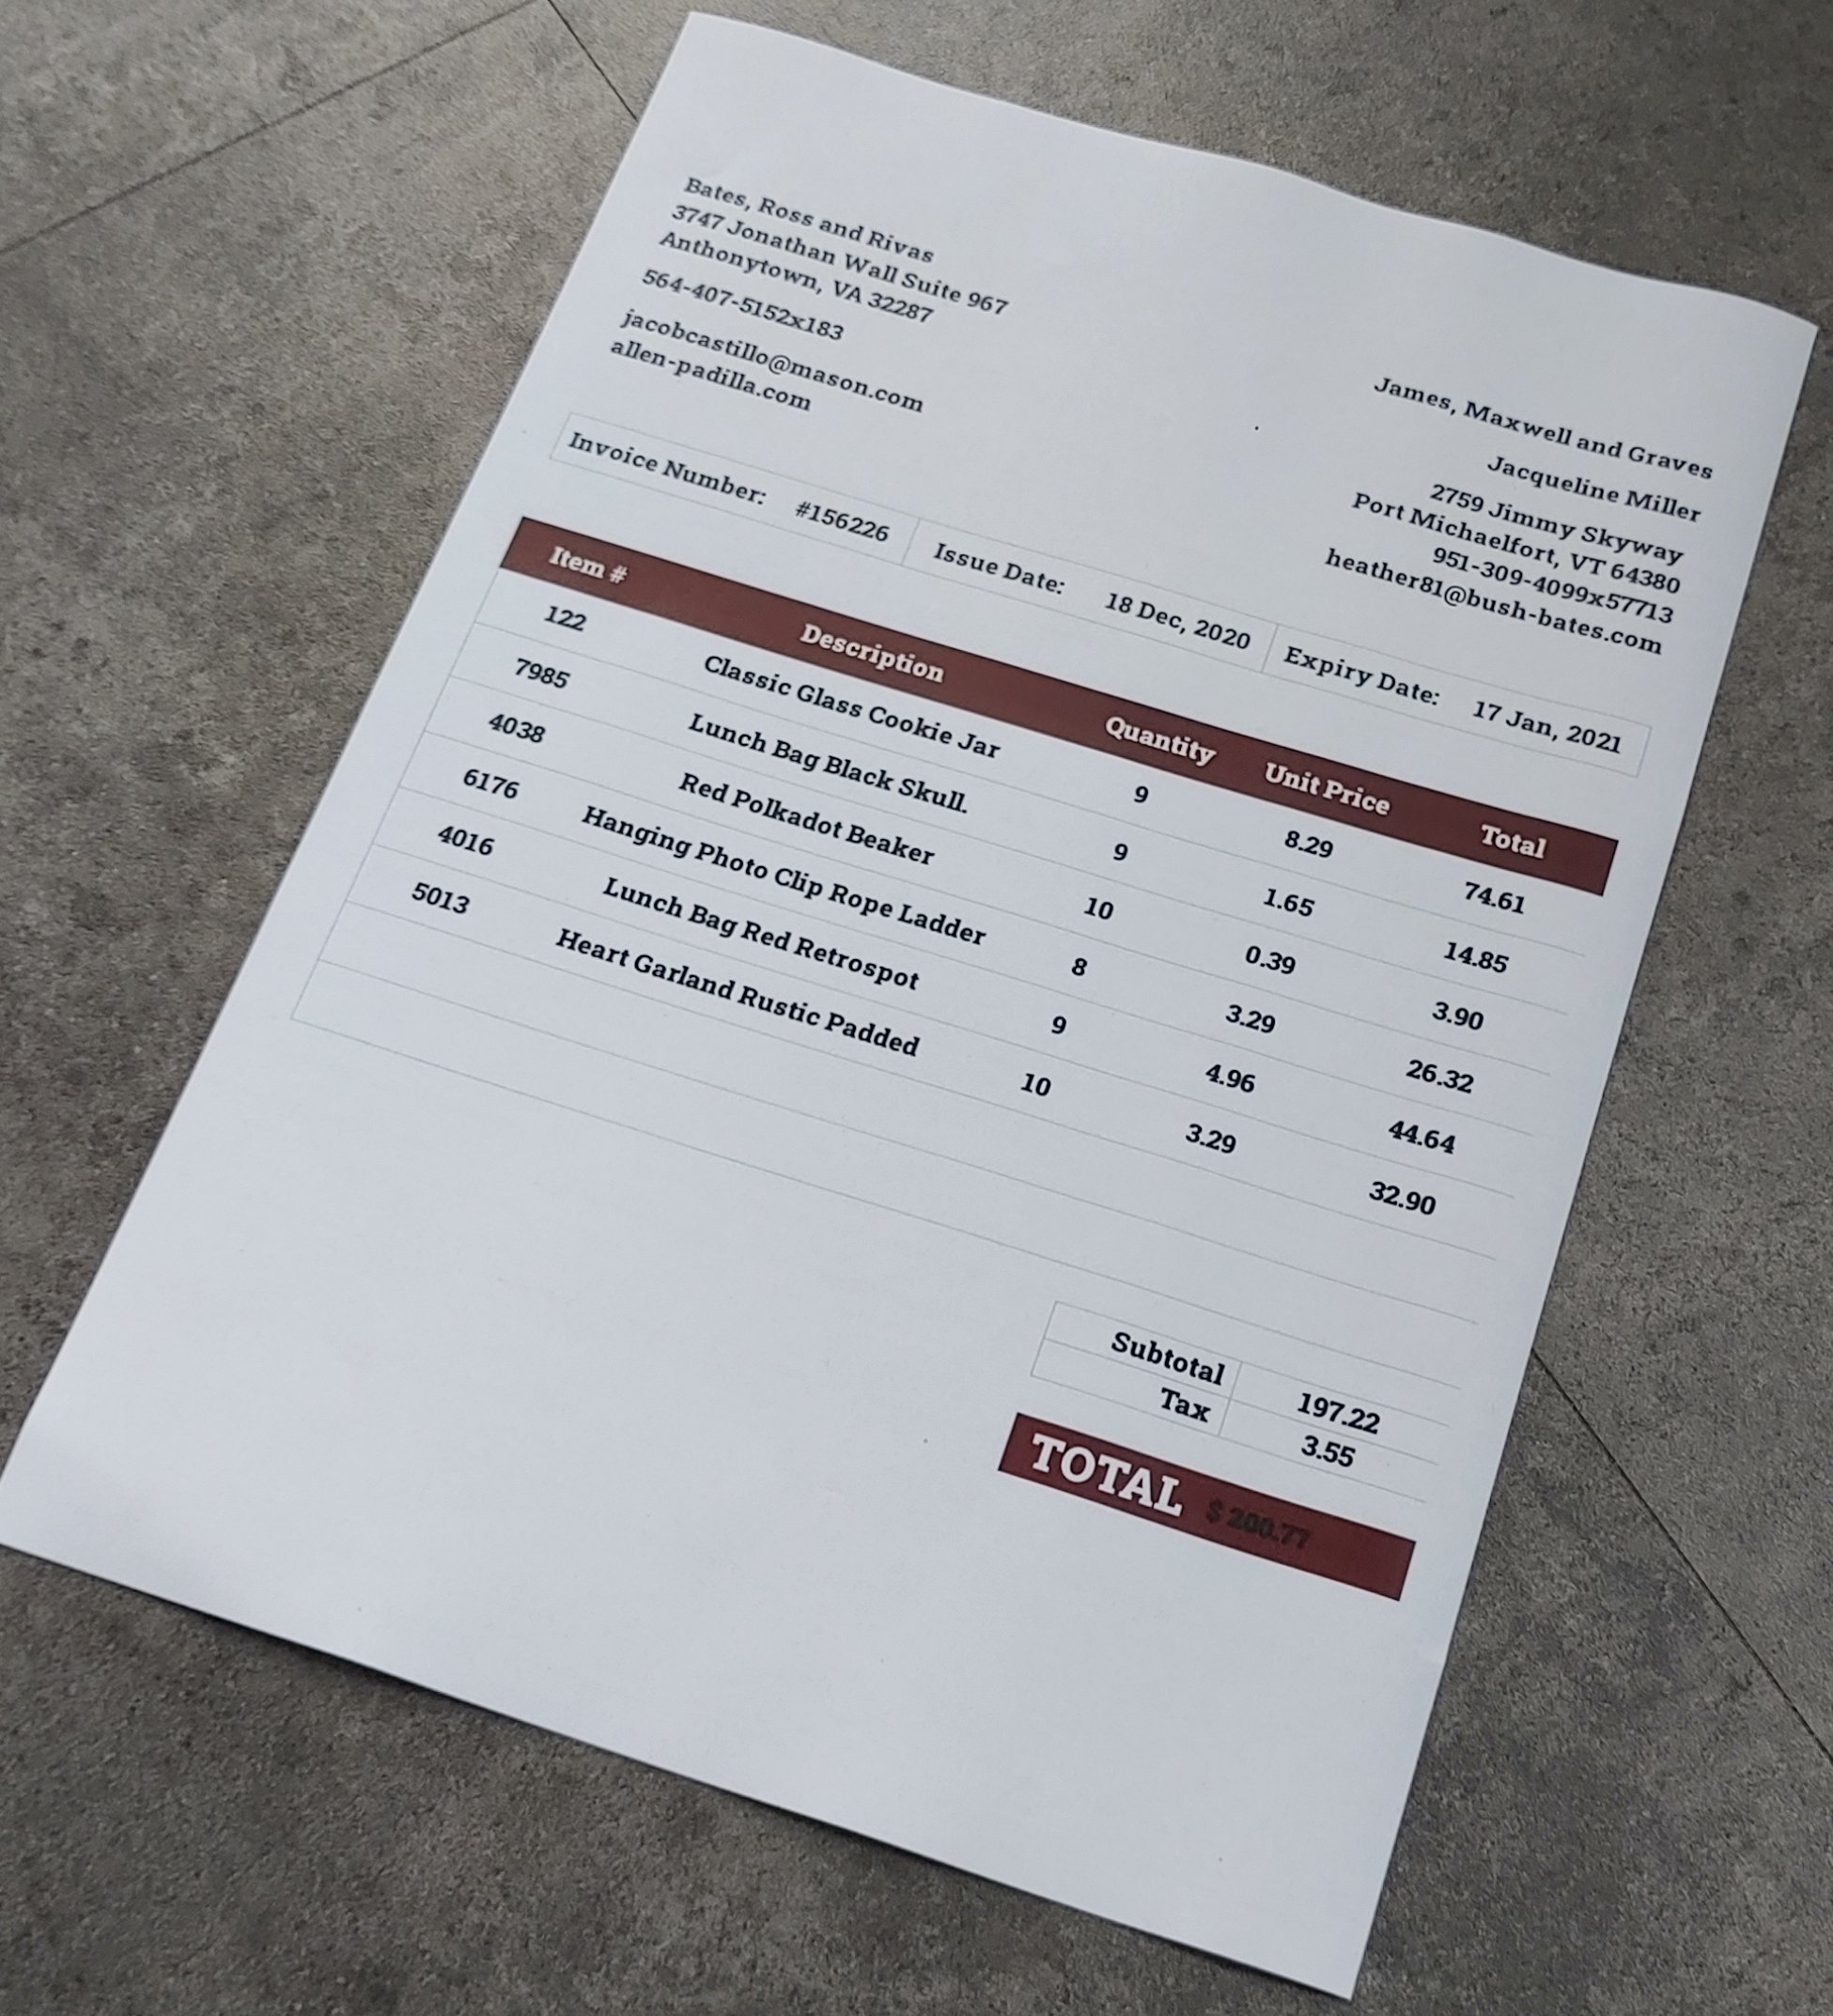 Bates, Ross and Rivas
3747 Jonathan Wall Suite 967
Anthonytown, VA 32287
564-407-5152x183
jacobcastillo@mason.com
allen-padilla.com
James, Maxwell and Graves
Jacqueline Miller
2759 Jimmy Skyway
Port Michaelfort, VT 64380
951-309-4099x57713
heather81@bush-bates.com
Invoice Number: #156226 Issue Date: 18 Dec, 2020 Expiry Date: 17 Jan, 2021
Item # Description Quantity Unit Price Total
122 Classic Glass Cookie Jar 9 8.29 74.61
7985 Lunch Bag Black Skull. 9 1.65 14.85
4038 Red Polkadot Beaker 10 0.39 3.90
6176 Hanging Photo Clip Rope Ladder 8 3.29 26.32
4016 Lunch Bag Red Retrospot 9 4.96 44.64
5013 Heart Garland Rustic Padded 10 3.29 32.90
Subtotal 197.22
Tax 3.55
TOTAL $ 200.77